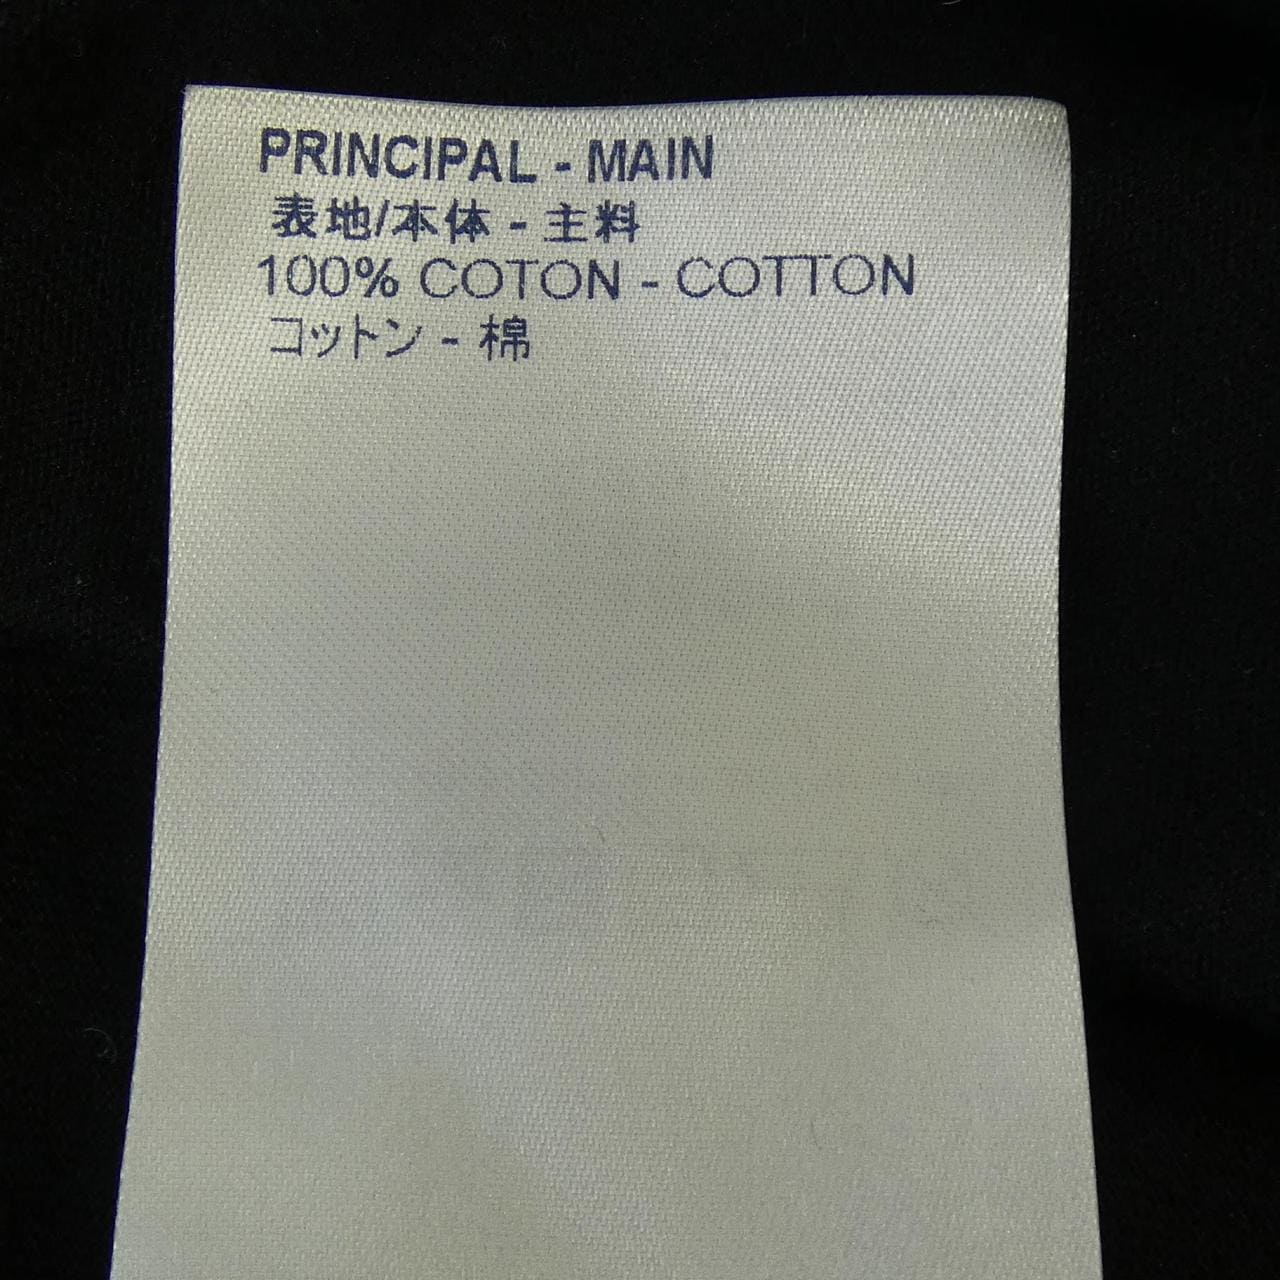 PRINCIPAL - MAIN
表地/本体 - 主料
100% COTON - COTTON
コットン - 棉